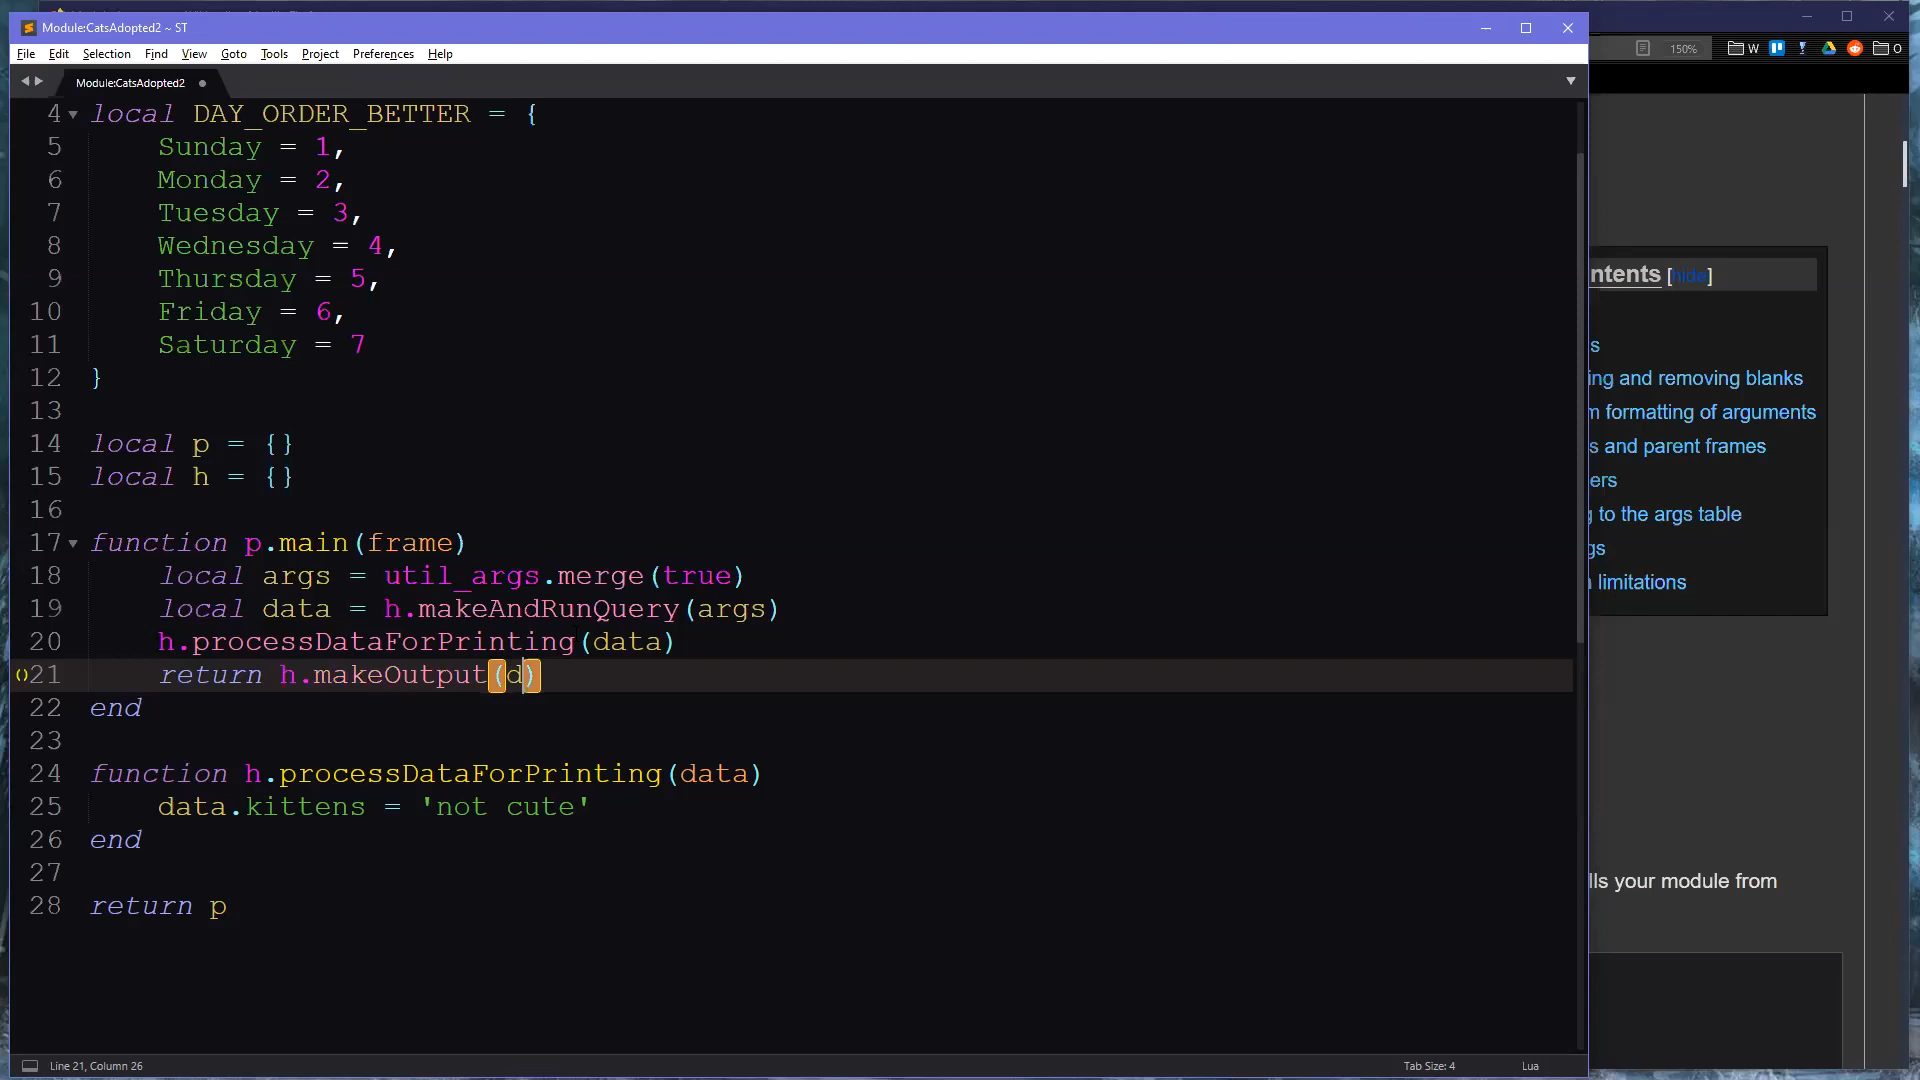 Module:CatsAdopted2 ~ ST
File Edit Selection Find View Goto Tools Project Preferences Help
150% W O
Module:CatsAdopted2
4 local DAY_ORDER_BETTER = {
5 Sunday = 1,
6 Monday = 2,
7 Tuesday = 3,
8 Wednesday = 4,
9 Thursday = 5,
10 Friday = 6,
11 Saturday = 7
12 }
13
14 local p = {}
15 local h = {}
16
17 function p.main(frame)
18 local args = util_args.merge(true)
19 local data = h.makeAndRunQuery(args)
20 h.processDataForPrinting(data)
21 return h.makeOutput(d)
22 end
23
24 function h.processDataForPrinting(data)
25 data.kittens = 'not cute'
26 end
27
28 return p
ntents [hide]
s
ing and removing blanks
m formatting of arguments
s and parent frames
ers
g to the args table
gs
n limitations
lls your module from
Line 21, Column 26
Tab Size: 4
Lua